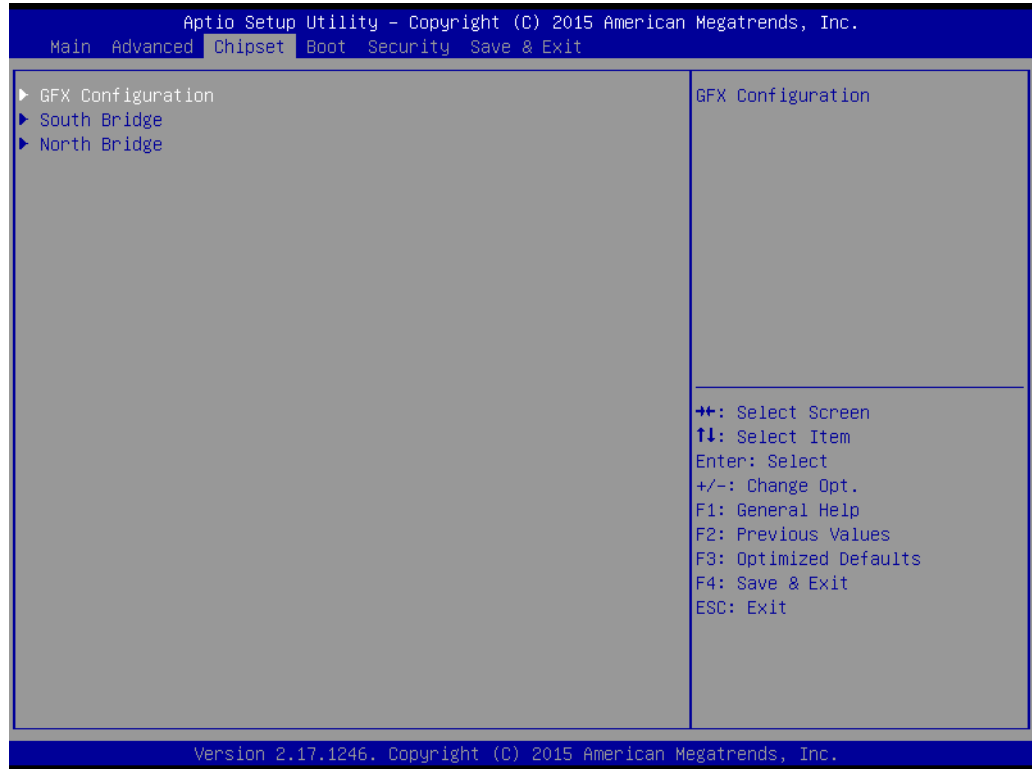 Aptio Setup Utility – Copyright (C) 2015 American Megatrends, Inc.
Main Advanced Chipset Boot Security Save & Exit
▶ GFX Configuration
▶ South Bridge
▶ North Bridge
GFX Configuration
→←: Select Screen
↑↓: Select Item
Enter: Select
+/-: Change Opt.
F1: General Help
F2: Previous Values
F3: Optimized Defaults
F4: Save & Exit
ESC: Exit
Version 2.17.1246. Copyright (C) 2015 American Megatrends, Inc.